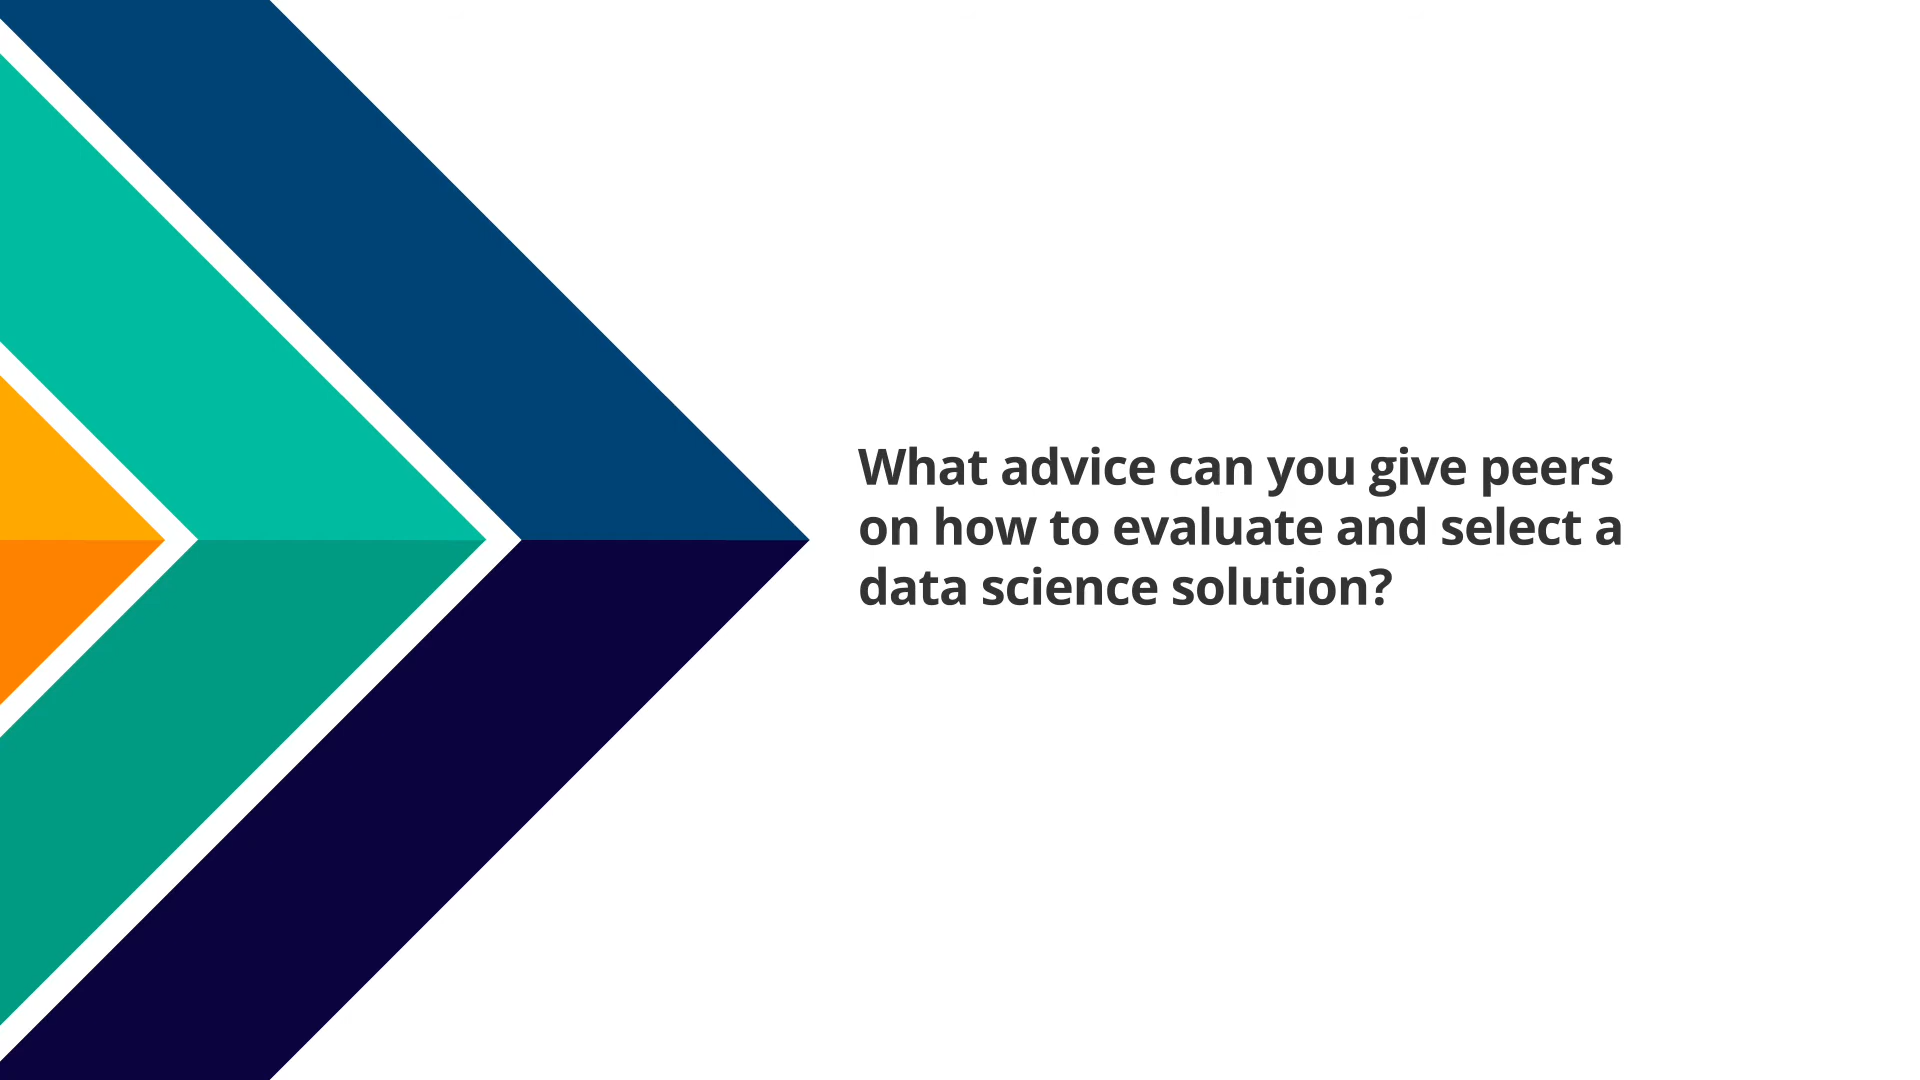 What advice can you give peers
on how to evaluate and select a
data science solution?